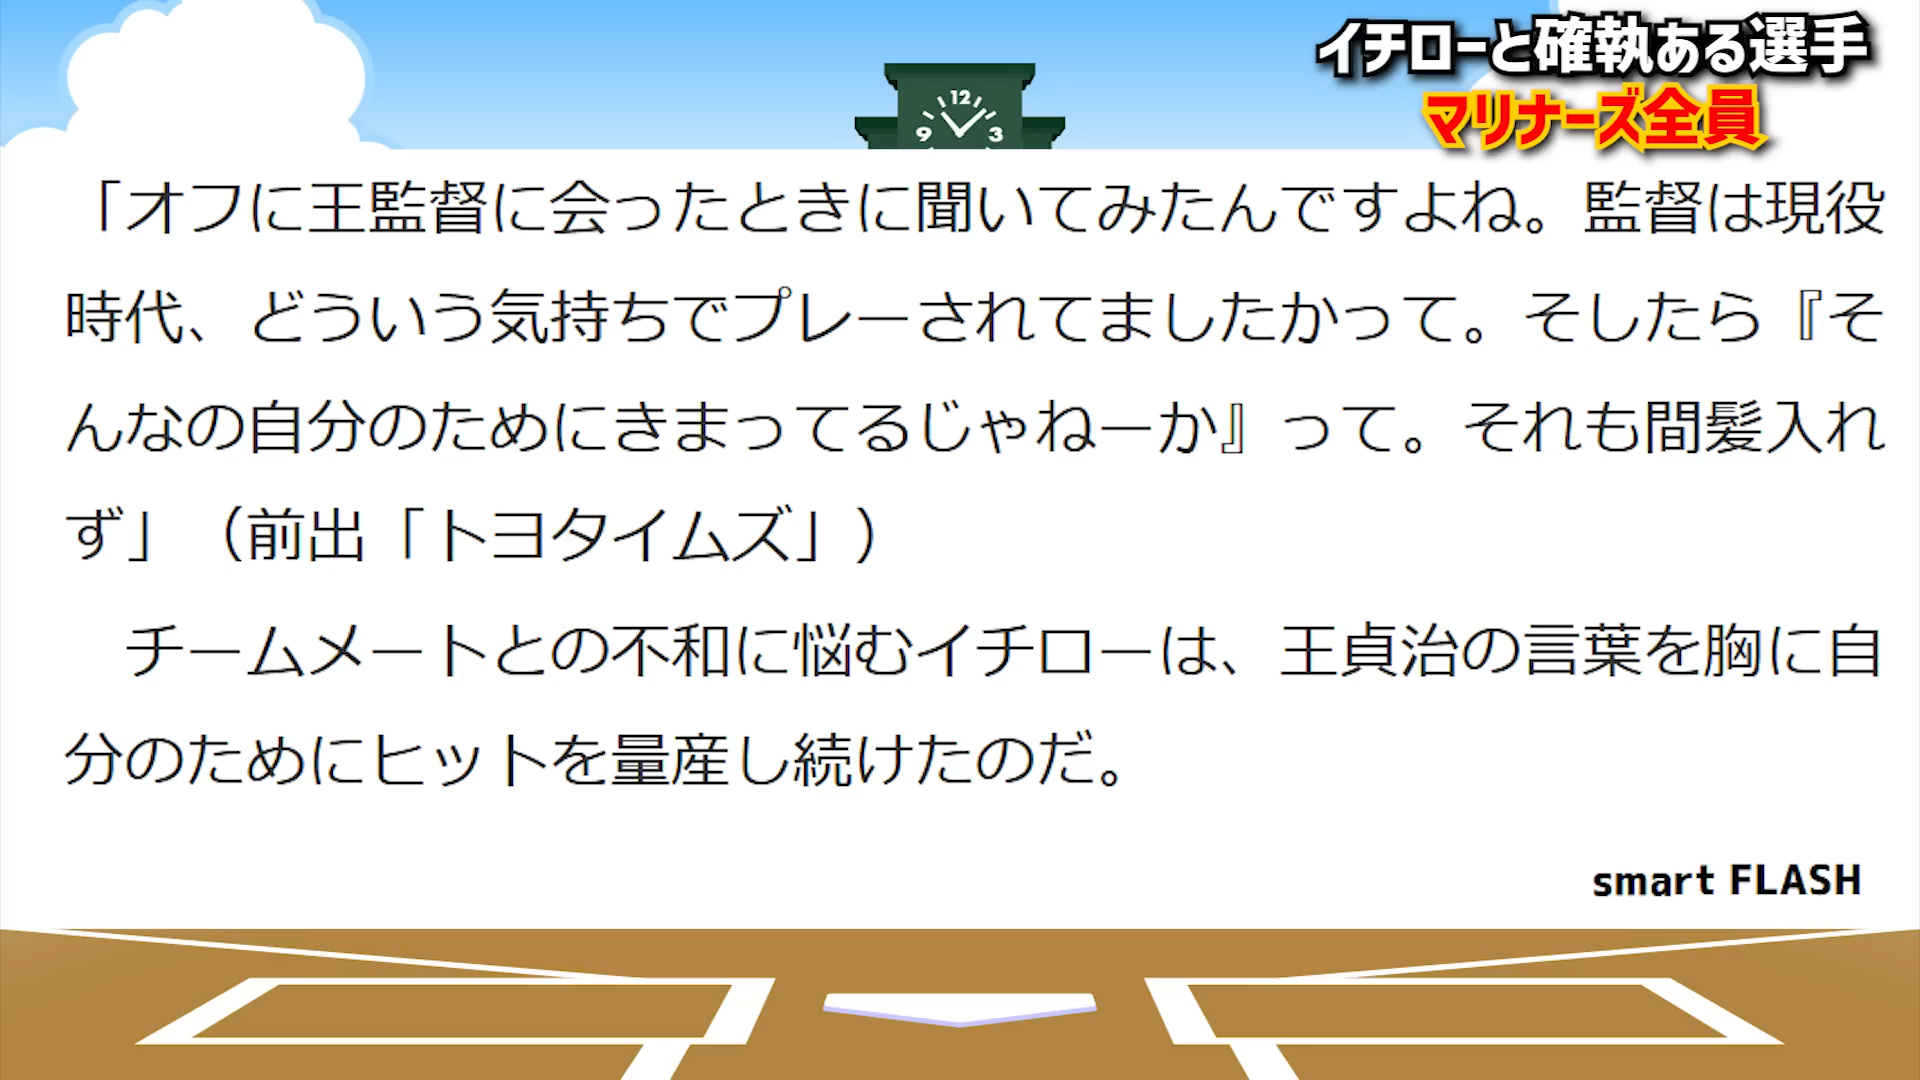 イチローと確執ある選手
マリナーズ全員
12
9 3
「オフに王監督に会ったときに聞いてみたんですよね。監督は現役
時代、どういう気持ちでプレーされてましたかって。そしたら『そ
んなの自分のためにきまってるじゃねーか』って。それも間髪入れ
ず」（前出「トヨタイムズ」）
チームメートとの不和に悩むイチローは、王貞治の言葉を胸に自
分のためにヒットを量産し続けたのだ。
smart FLASH